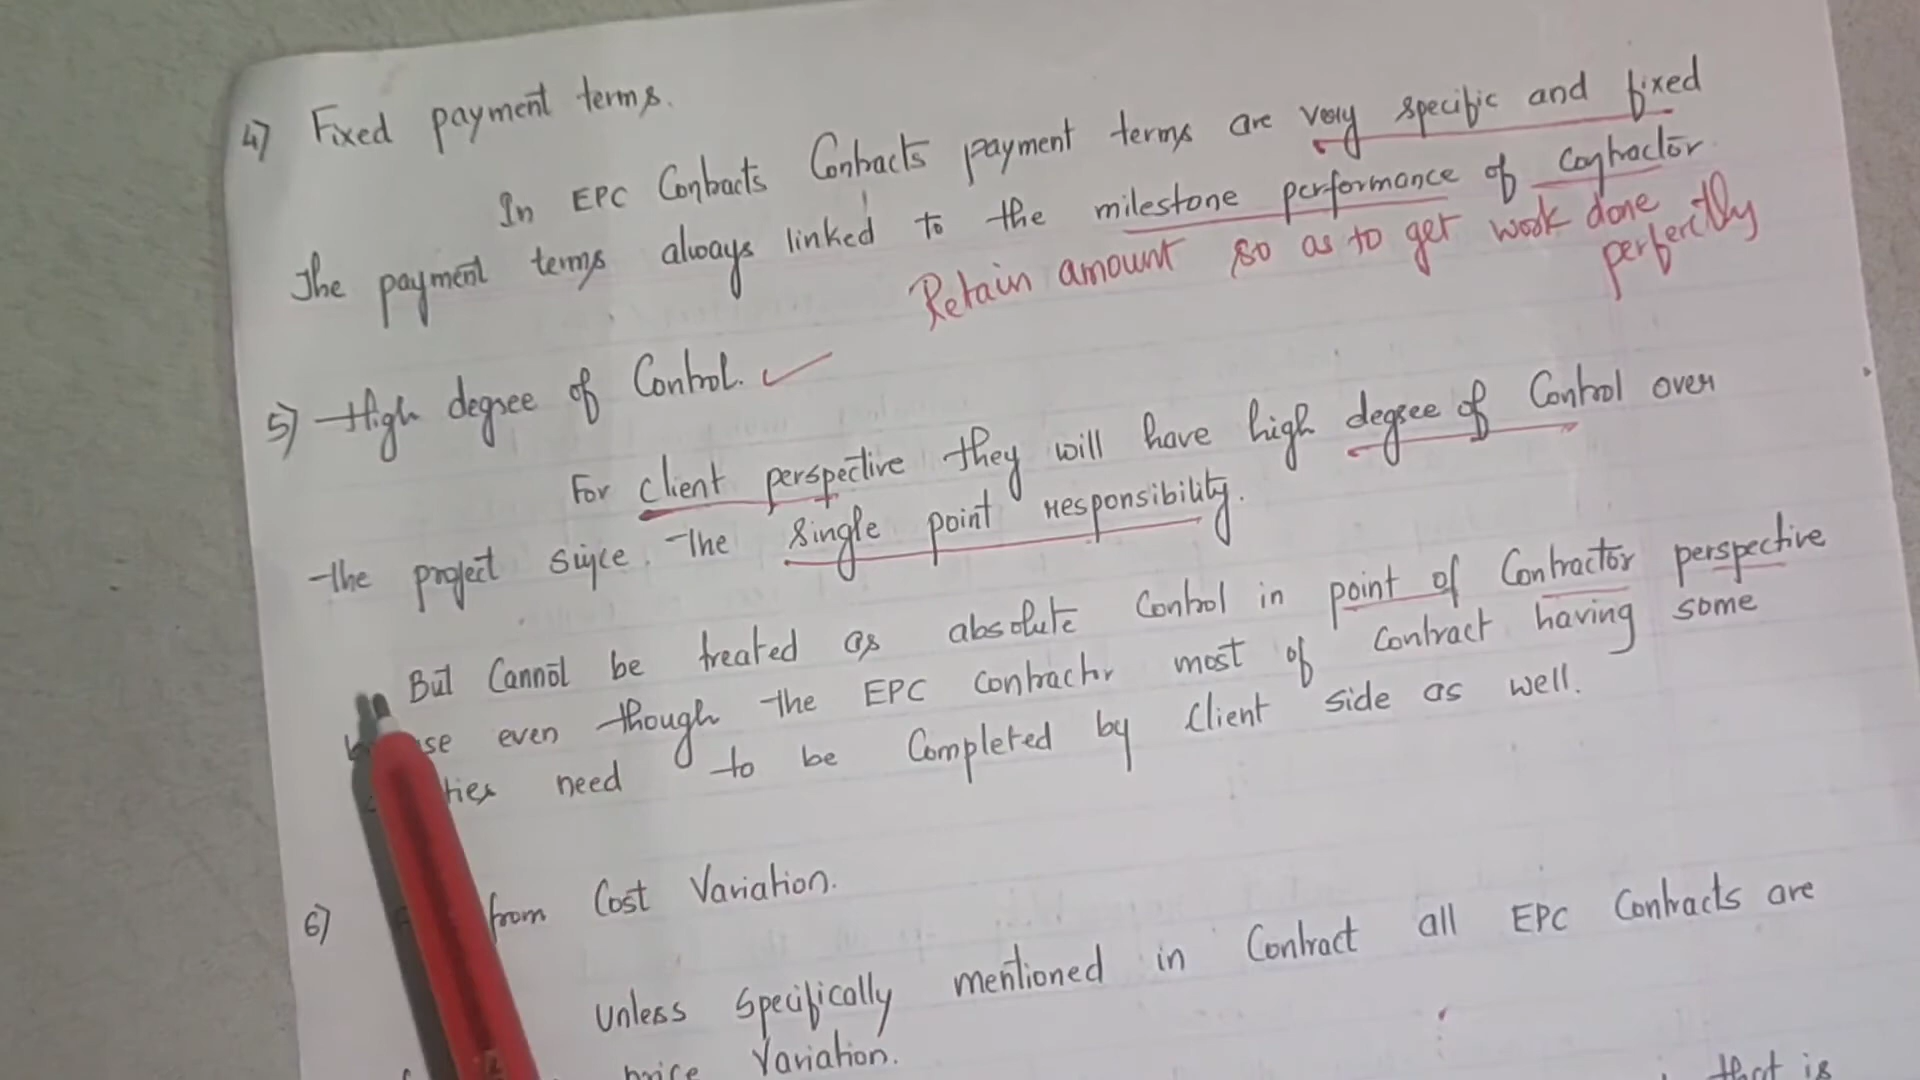 4) Fixed payment terms.
In EPC Contracts Contracts payment terms are very specific and fixed
The payment terms always linked to the milestone performance of contractor
Retain amount so as to get work done
perfectly
5) High degree of Control. ✓
For client perspective they will have high degree of Control over
the project since the single point responsibility.
But Cannot be treated as absolute Control in point of Contractor perspective
even though the EPC contractor most of contract having some
need to be Completed by client side as well.
6) from Cost Variation.
Unless Specifically mentioned in Contract all EPC Contracts are
price Variation.
that is